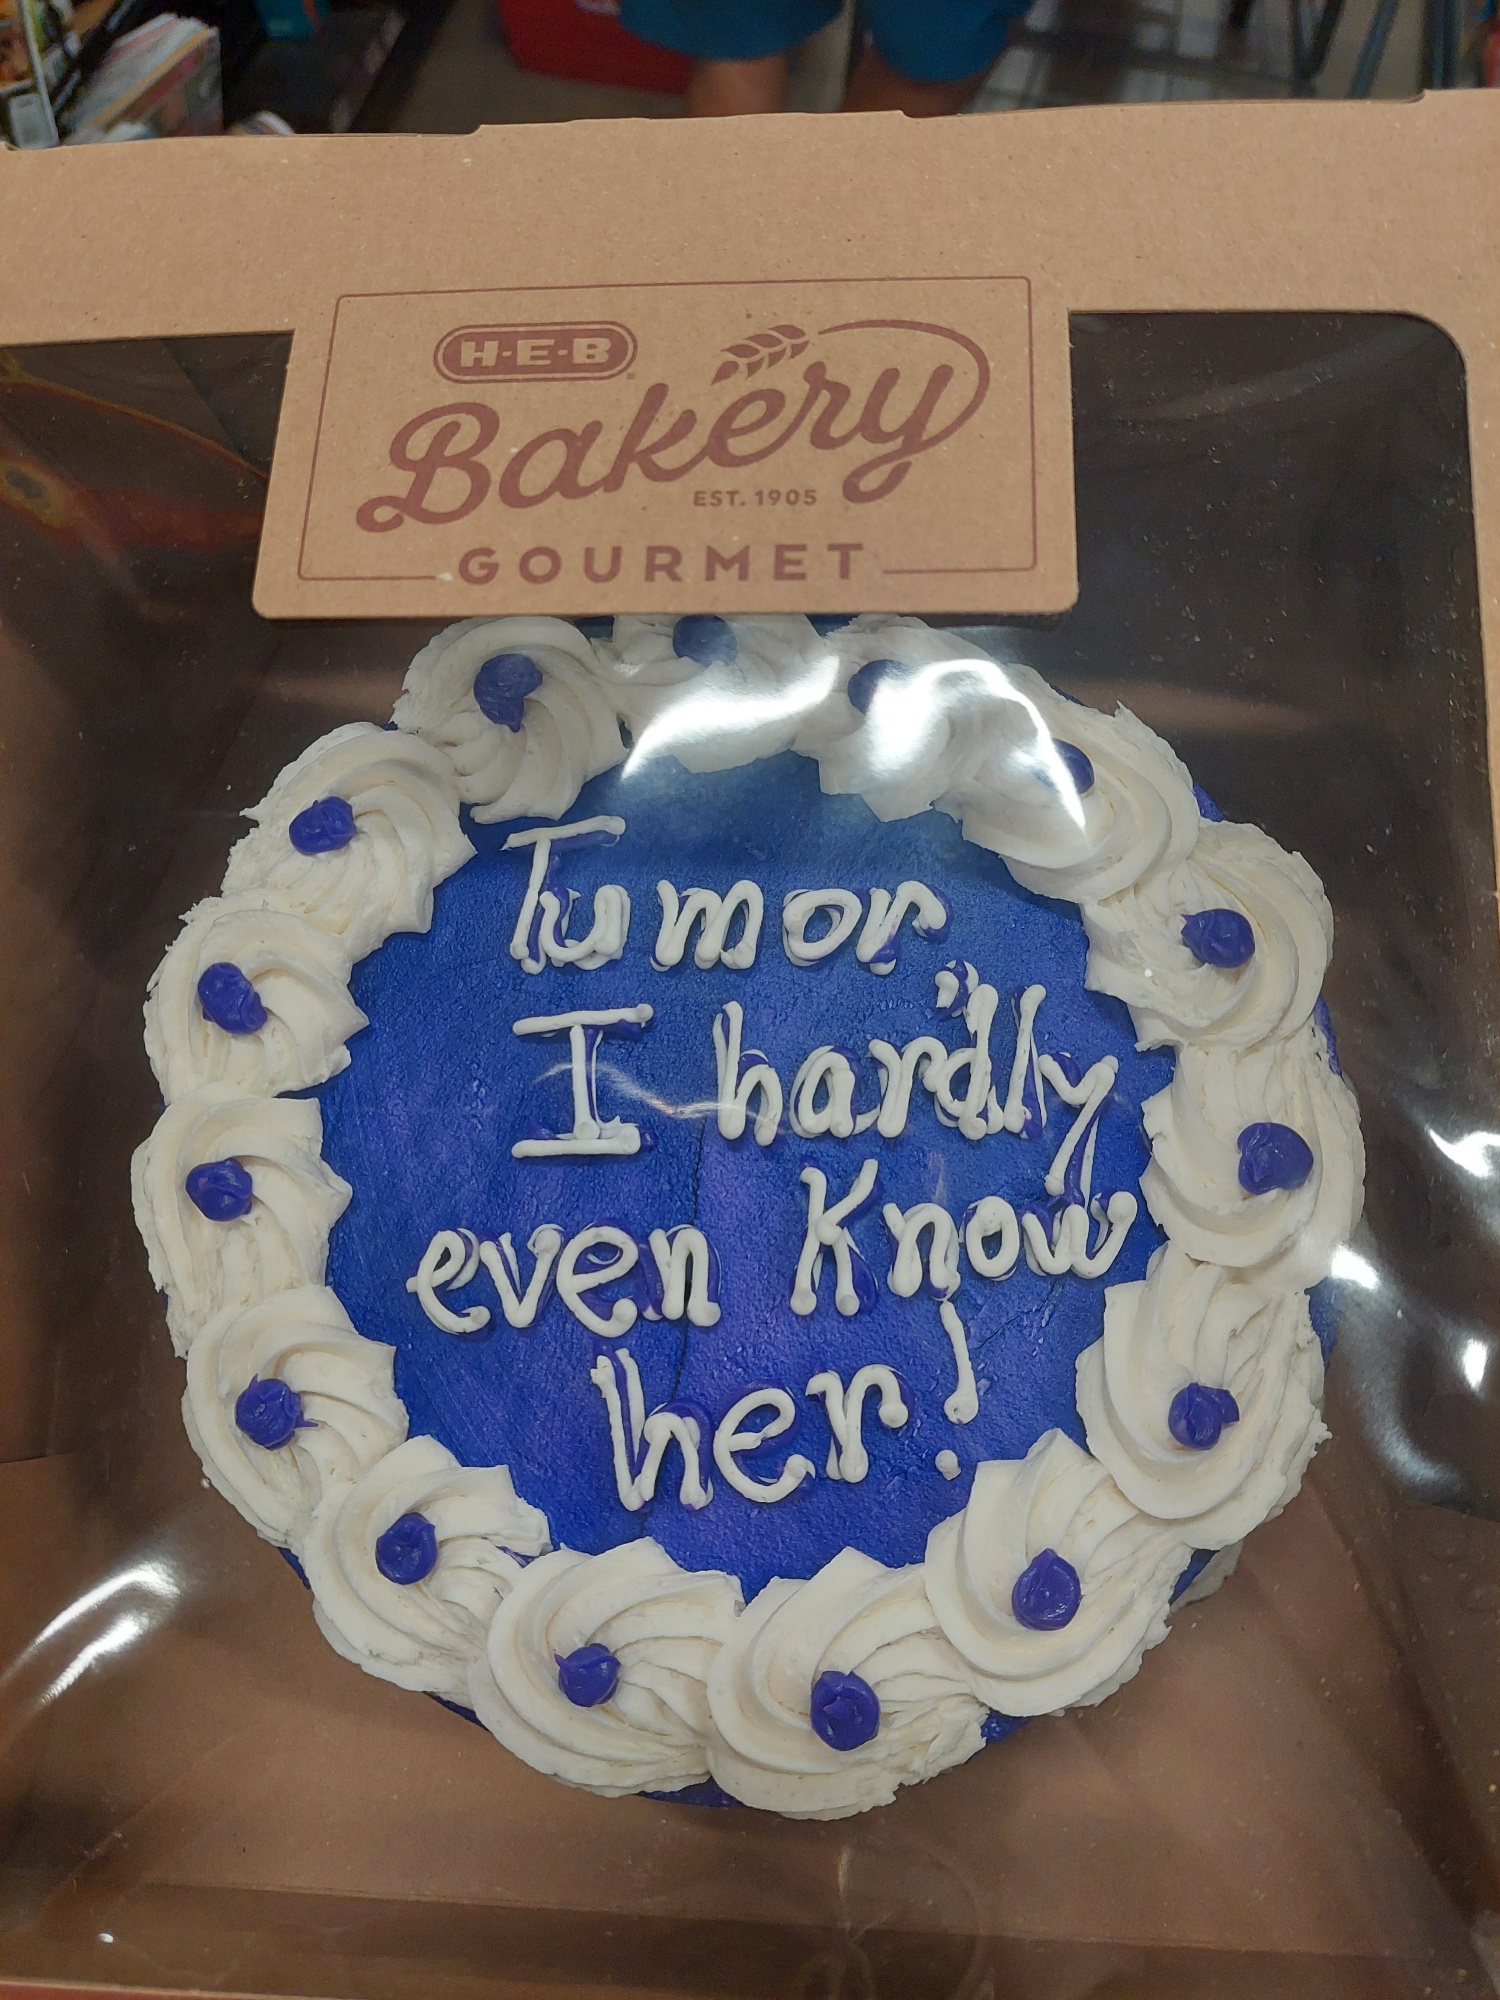 H-E-B
Bakery
EST. 1905
GOURMET
Tumor
I hardly
even Know
her!